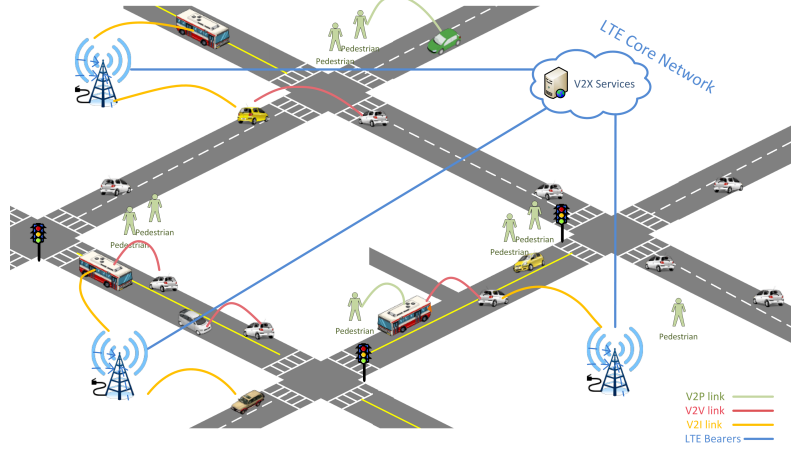 Pedestrian
Pedestrian
LTE Core Network
V2X Services
Pedestrian
Pedestrian
Pedestrian
Pedestrian
Pedestrian
Pedestrian
V2P link
V2V link
V2I link
LTE Bearers